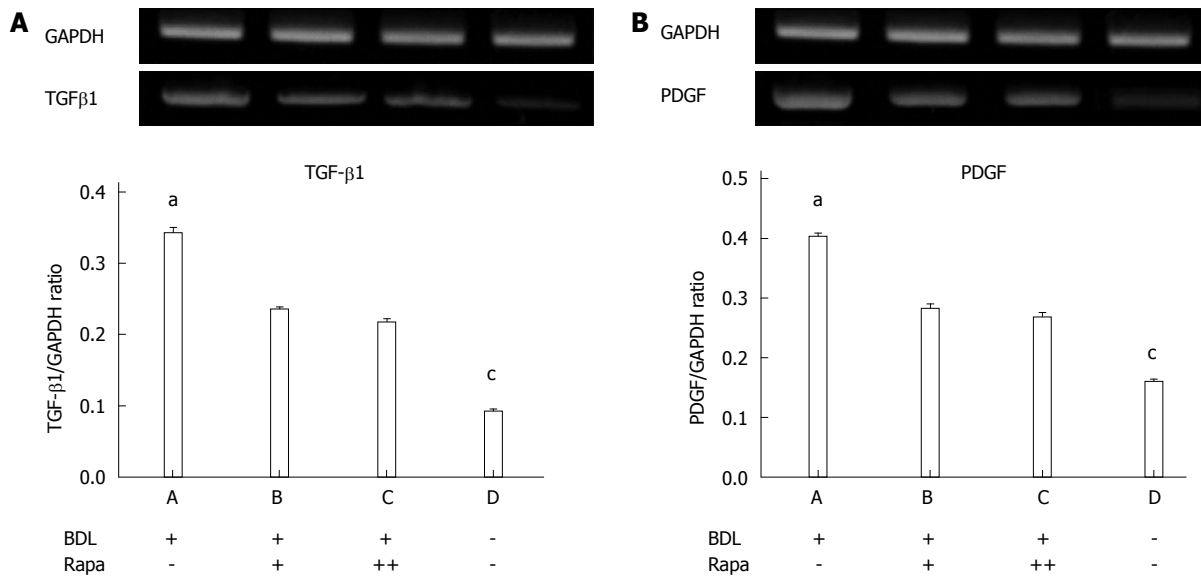 A
GAPDH
TGFβ1
TGF-β1
0.4
0.3
0.2
0.1
0.0
TGF-β1/GAPDH ratio
a
c
A B C D
BDL + + + -
Rapa - + ++ -
B
GAPDH
PDGF
PDGF
0.5
0.4
0.3
0.2
0.1
0.0
PDGF/GAPDH ratio
a
c
A B C D
BDL + + + -
Rapa - + ++ -